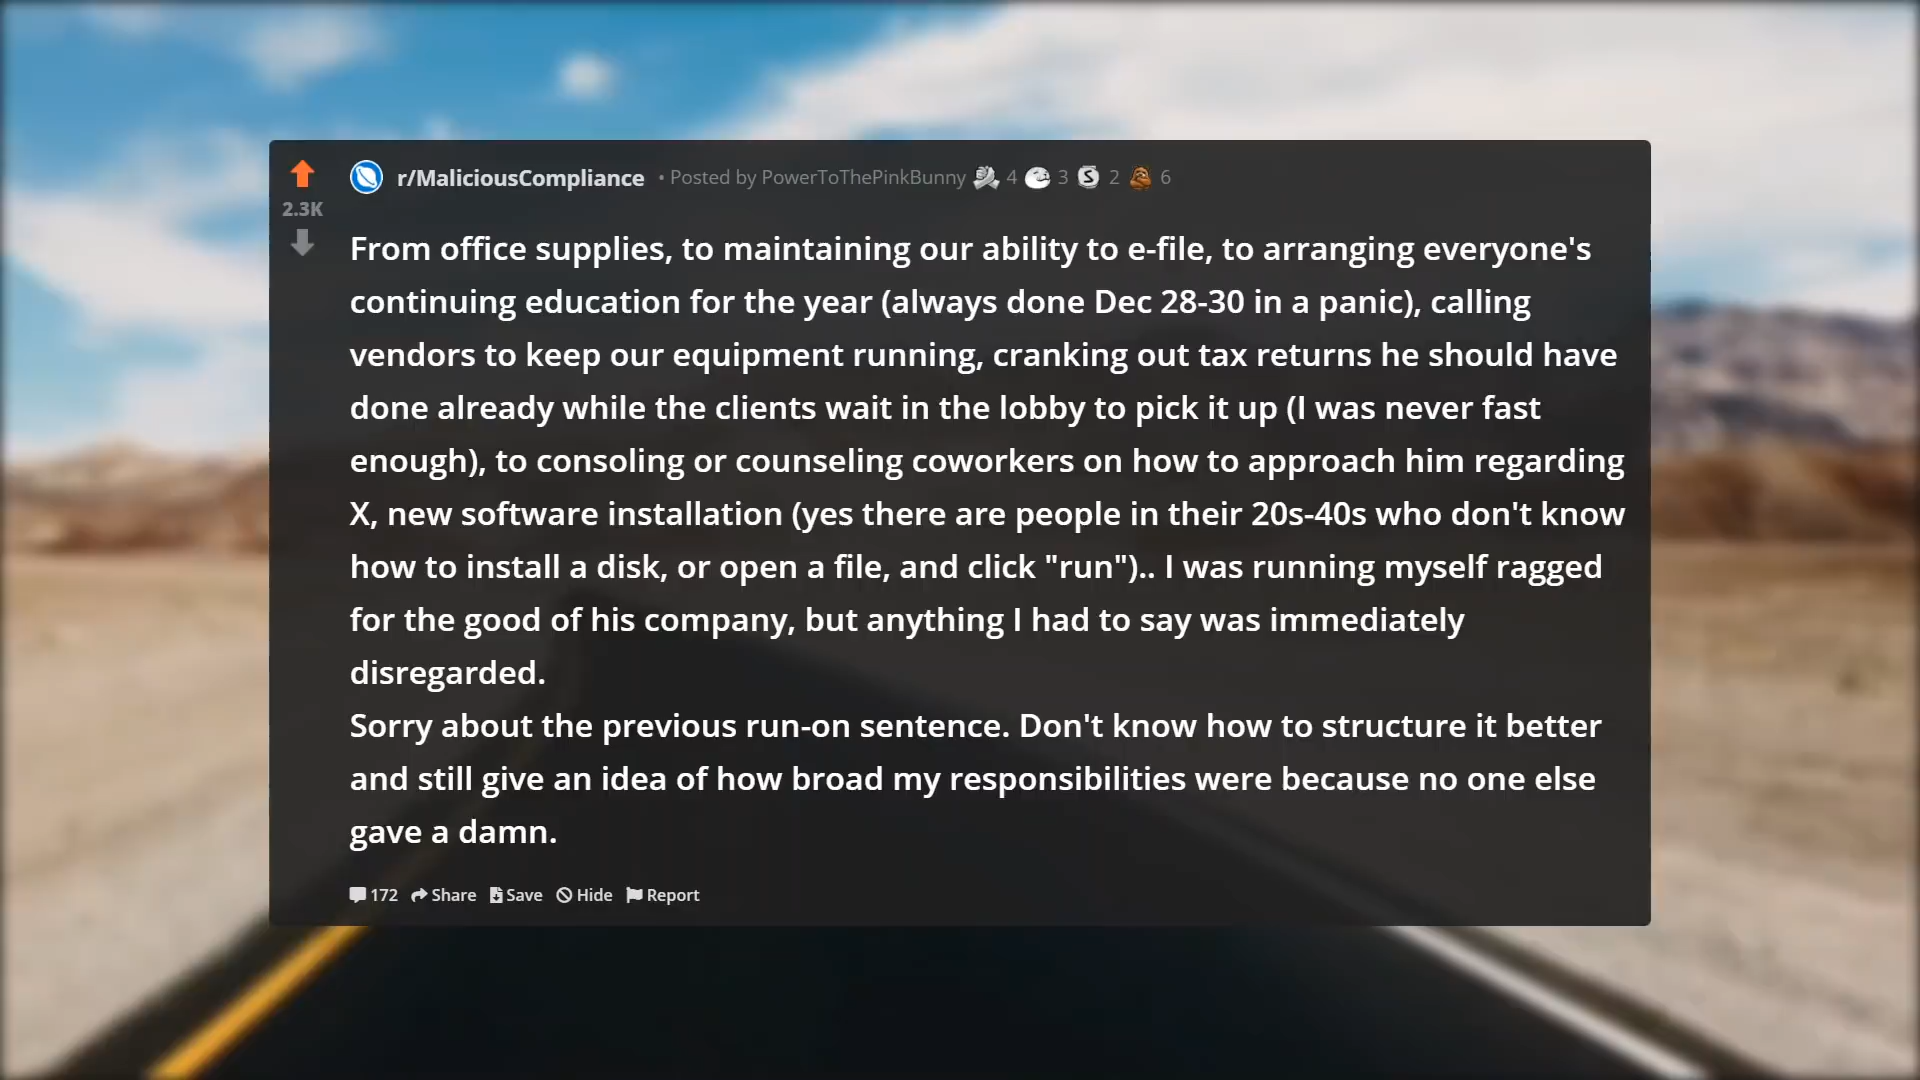 r/MaliciousCompliance • Posted by PowerToThePinkBunny 4 3 2 6
2.3K
From office supplies, to maintaining our ability to e-file, to arranging everyone's
continuing education for the year (always done Dec 28-30 in a panic), calling
vendors to keep our equipment running, cranking out tax returns he should have
done already while the clients wait in the lobby to pick it up (I was never fast
enough), to consoling or counseling coworkers on how to approach him regarding
X, new software installation (yes there are people in their 20s-40s who don't know
how to install a disk, or open a file, and click "run").. I was running myself ragged
for the good of his company, but anything I had to say was immediately
disregarded.
Sorry about the previous run-on sentence. Don't know how to structure it better
and still give an idea of how broad my responsibilities were because no one else
gave a damn.
172 Share Save Hide Report